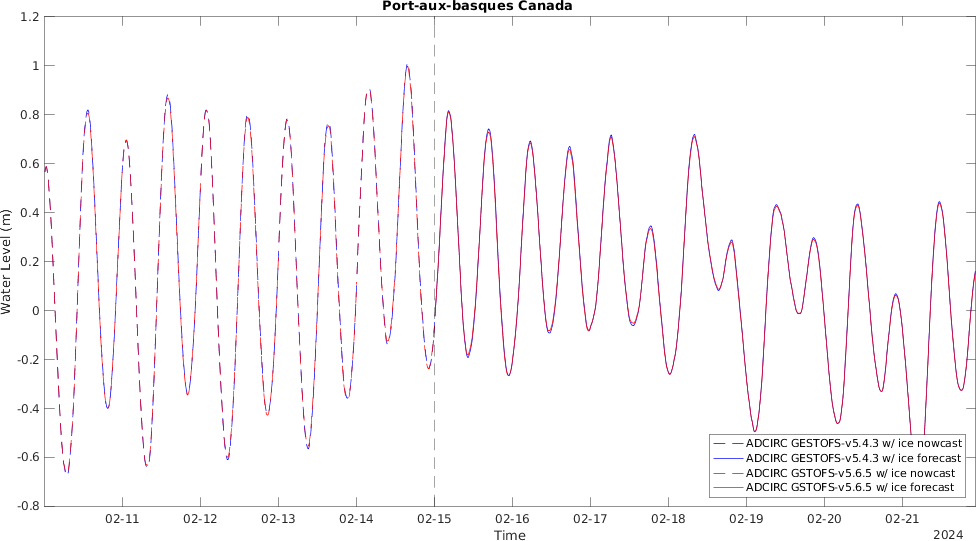 Port-aux-basques Canada
1.2
1
0.8
0.6
0.4
0.2
0
-0.2
-0.4
-0.6
-0.8
Water Level (m)
ADCIRC GESTOFS-v5.4.3 w/ ice nowcast
ADCIRC GESTOFS-v5.4.3 w/ ice forecast
ADCIRC GSTOFS-v5.6.5 w/ ice nowcast
ADCIRC GSTOFS-v5.6.5 w/ ice forecast
02-11 02-12 02-13 02-14 02-15 02-16 02-17 02-18 02-19 02-20 02-21
Time
2024